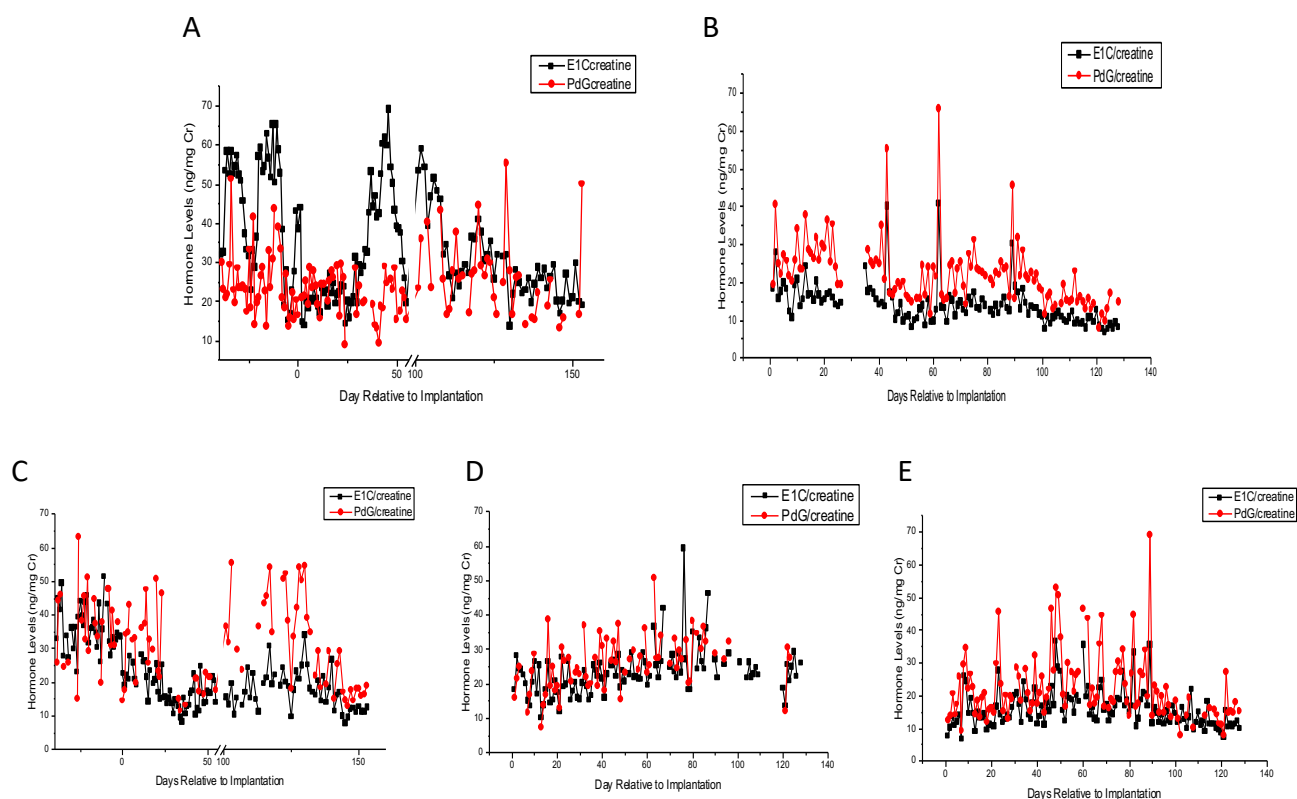 A
E1Ccreatine
PdGcreatine
Hormone Levels (ng/mg Cr)
70
60
50
40
30
20
10
0
50
100
150
Day Relative to Implantation
B
E1C/creatine
PdG/creatine
Hormone Levels (ng/mg Cr)
70
60
50
40
30
20
10
0
0
20
40
60
80
100
120
140
Days Relative to Implantation
C
E1C/creatine
PdG/creatine
Hormone Levels (ng/mg Cr)
70
60
50
40
30
20
10
0
0
50
100
150
Days Relative to Implantation
D
E1C/creatine
PdG/creatine
Hormone Levels (ng/mg Cr)
70
60
50
40
30
20
10
0
0
20
40
60
80
100
120
140
Day Relative to Implantation
E
E1C/creatine
PdG/creatine
Hormone Levels (ng/mg Cr)
70
60
50
40
30
20
10
0
0
20
40
60
80
100
120
140
Days Relative to Implantation